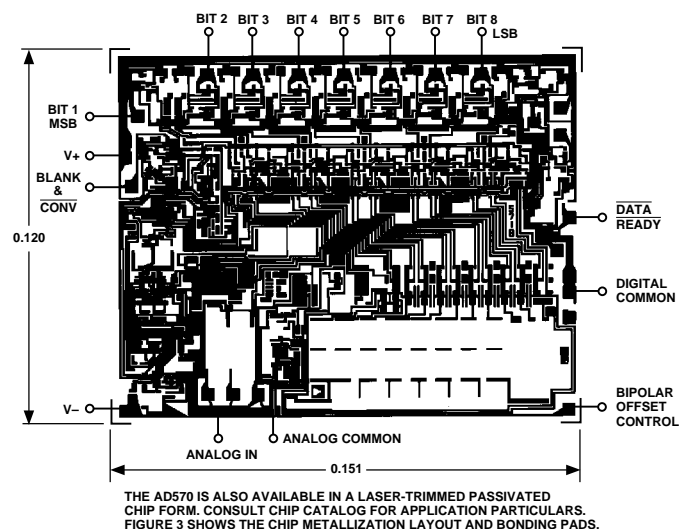 BIT 2 BIT 3 BIT 4 BIT 5 BIT 6 BIT 7 BIT 8
LSB
BIT 1
MSB
V+
BLANK
&
CONV
DATA
READY
0.120
DIGITAL
COMMON
V–
BIPOLAR
OFFSET
CONTROL
ANALOG COMMON
ANALOG IN
0.151
THE AD570 IS ALSO AVAILABLE IN A LASER-TRIMMED PASSIVATED
CHIP FORM. CONSULT CHIP CATALOG FOR APPLICATION PARTICULARS.
FIGURE 3 SHOWS THE CHIP METALLIZATION LAYOUT AND BONDING PADS.